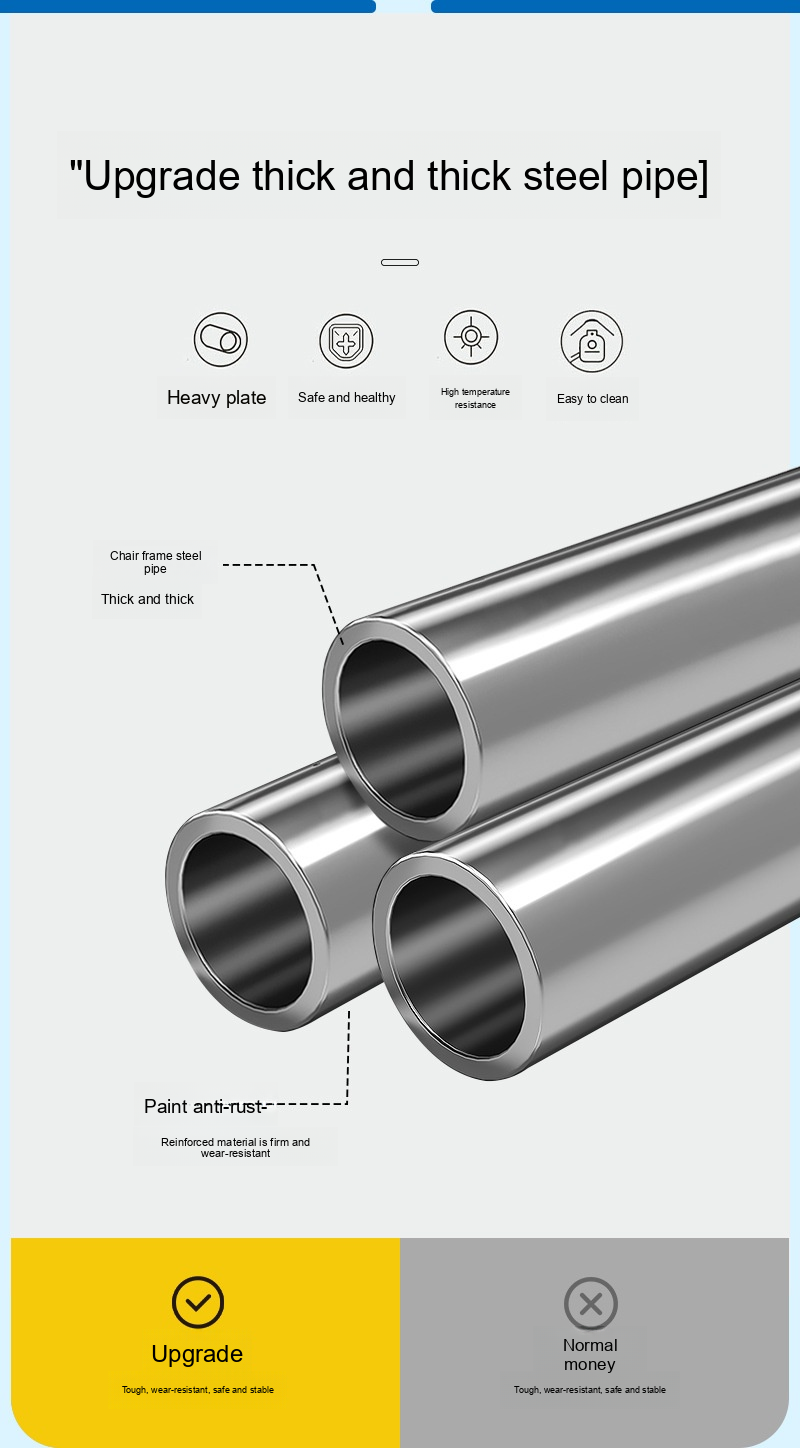 "Upgrade thick and thick steel pipe]
Heavy plate
Safe and healthy
High temperature
resistance
Easy to clean
Chair frame steel
pipe
Thick and thick
Paint anti-rust-
Reinforced material is firm and
wear-resistant
Upgrade
Tough, wear-resistant, safe and stable
Normal
money
Tough, wear-resistant, safe and stable